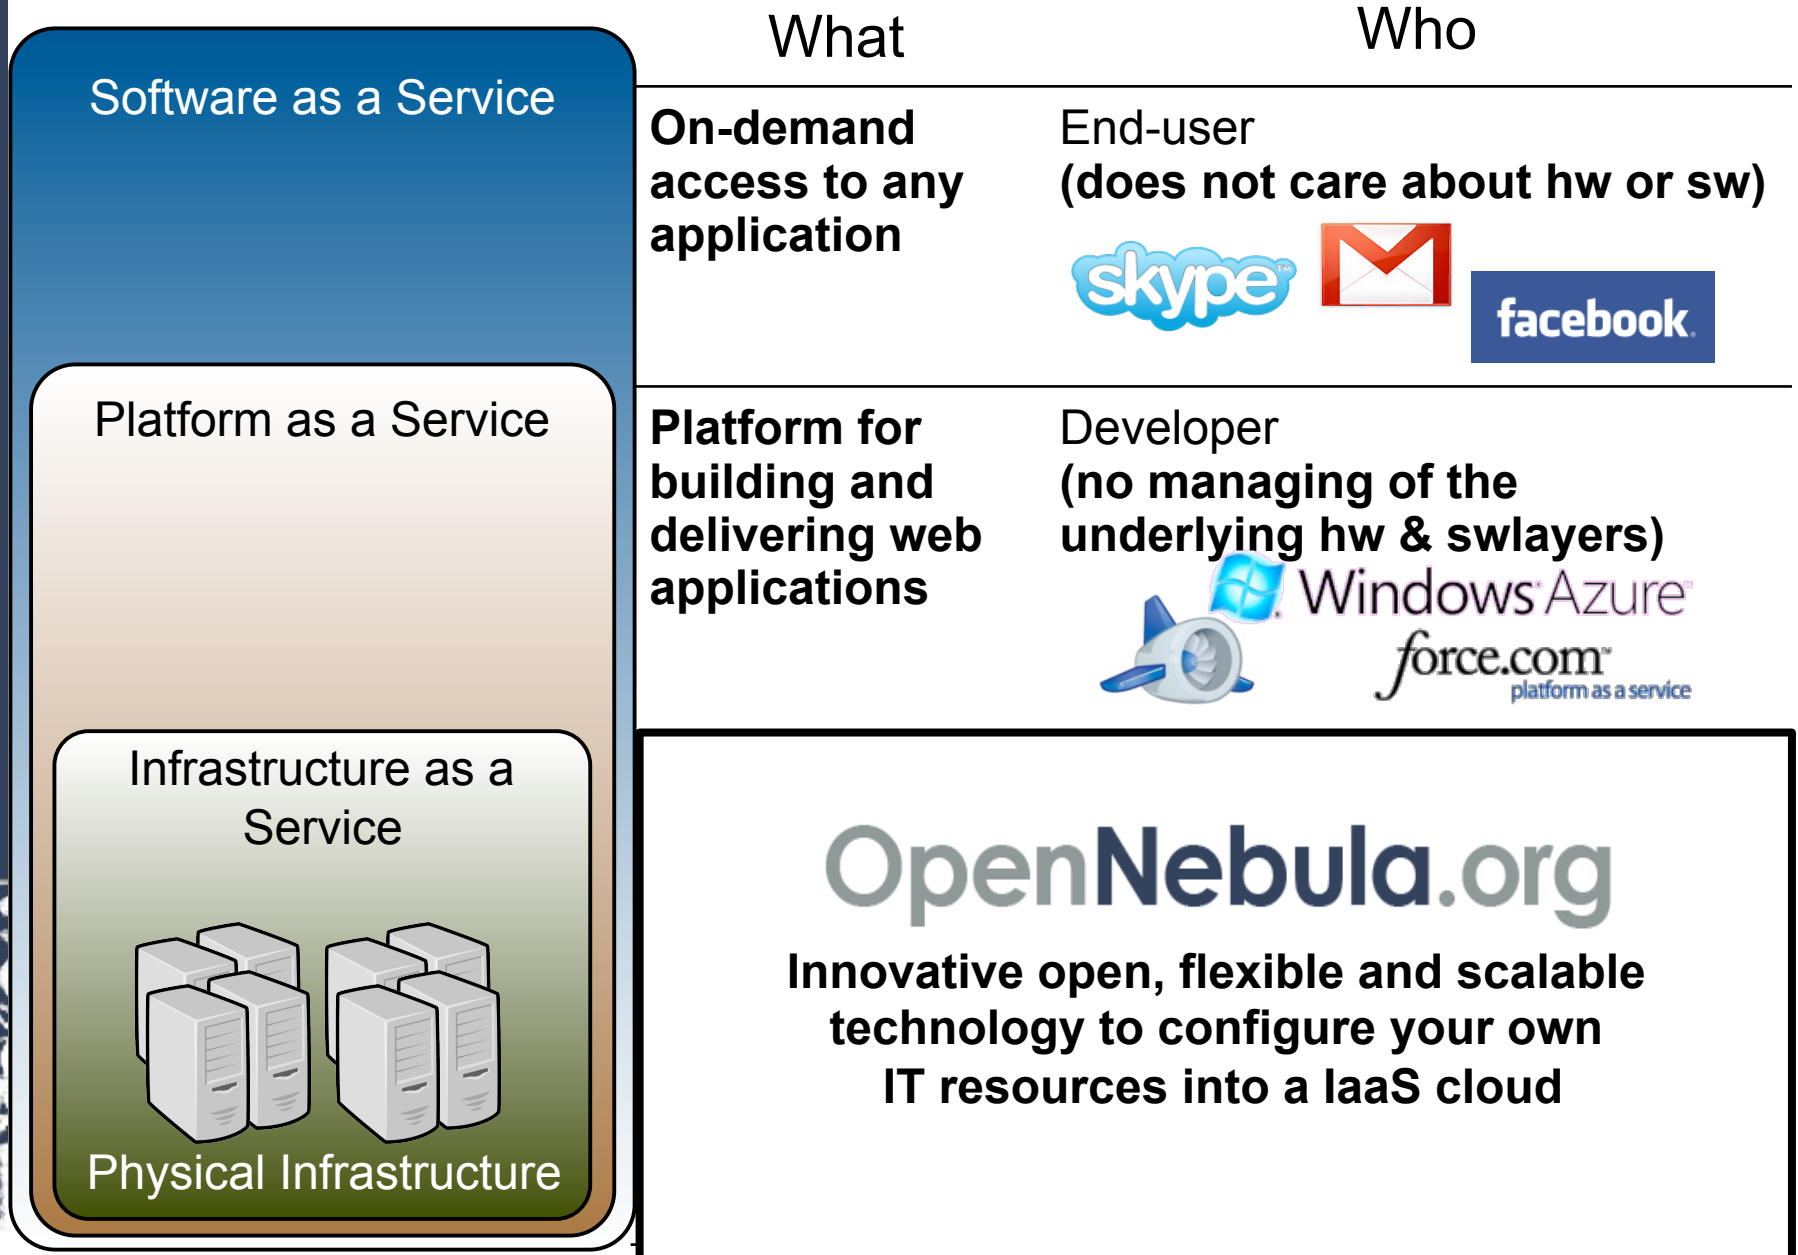 What
Who
Software as a Service
On-demand
access to any
application
End-user
(does not care about hw or sw)
skype™
facebook.
Platform as a Service
Platform for
building and
delivering web
applications
Developer
(no managing of the
underlying hw & swlayers)
Windows Azure
force.com™
platform as a service
Infrastructure as a
Service
Physical Infrastructure
OpenNebula.org
Innovative open, flexible and scalable
technology to configure your own
IT resources into a IaaS cloud